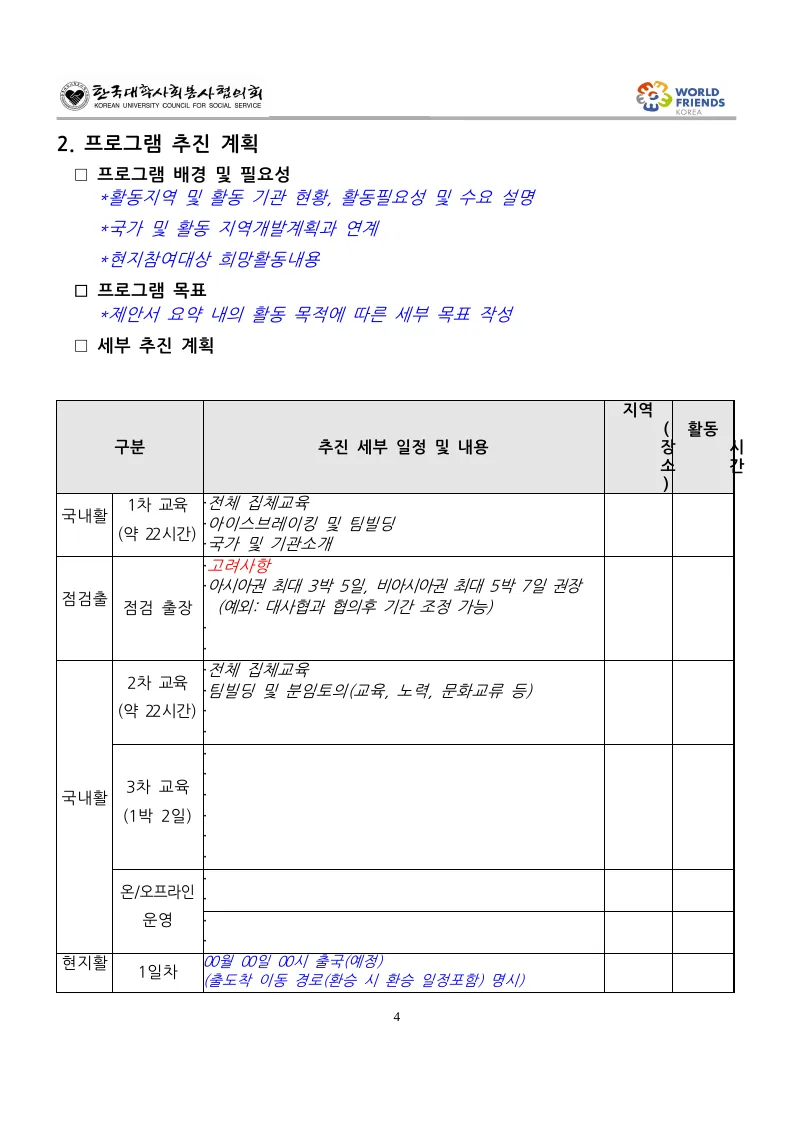 한국대학사회봉사협의회
KOREAN UNIVERSITY COUNCIL FOR SOCIAL SERVICE
WORLD
FRIENDS
KOREA
2. 프로그램 추진 계획
□ 프로그램 배경 및 필요성
*활동지역 및 활동 기관 현황, 활동필요성 및 수요 설명
*국가 및 활동 지역개발계획과 연계
*현지참여대상 희망활동내용
□ 프로그램 목표
*제안서 요약 내의 활동 목적에 따른 세부 목표 작성
□ 세부 추진 계획
구분
추진 세부 일정 및 내용
지역
(
장
소
)
활동
시
간
국내활
1차 교육
(약 22시간)
·전체 집체교육
·아이스브레이킹 및 팀빌딩
·국가 및 기관소개
점검출
점검 출장
·고려사항
·아시아권 최대 3박 5일, 비아시아권 최대 5박 7일 권장
(예외: 대사협과 협의후 기간 조정 가능)
·
·
국내활
2차 교육
(약 22시간)
·전체 집체교육
·팀빌딩 및 분임토의(교육, 노력, 문화교류 등)
·
·
3차 교육
(1박 2일)
·
·
·
·
·
·
온/오프라인
운영
·
·
·
·
현지활
1일차
00월 00일 00시 출국(예정)
(출도착 이동 경로(환승 시 환승 일정포함) 명시)
4